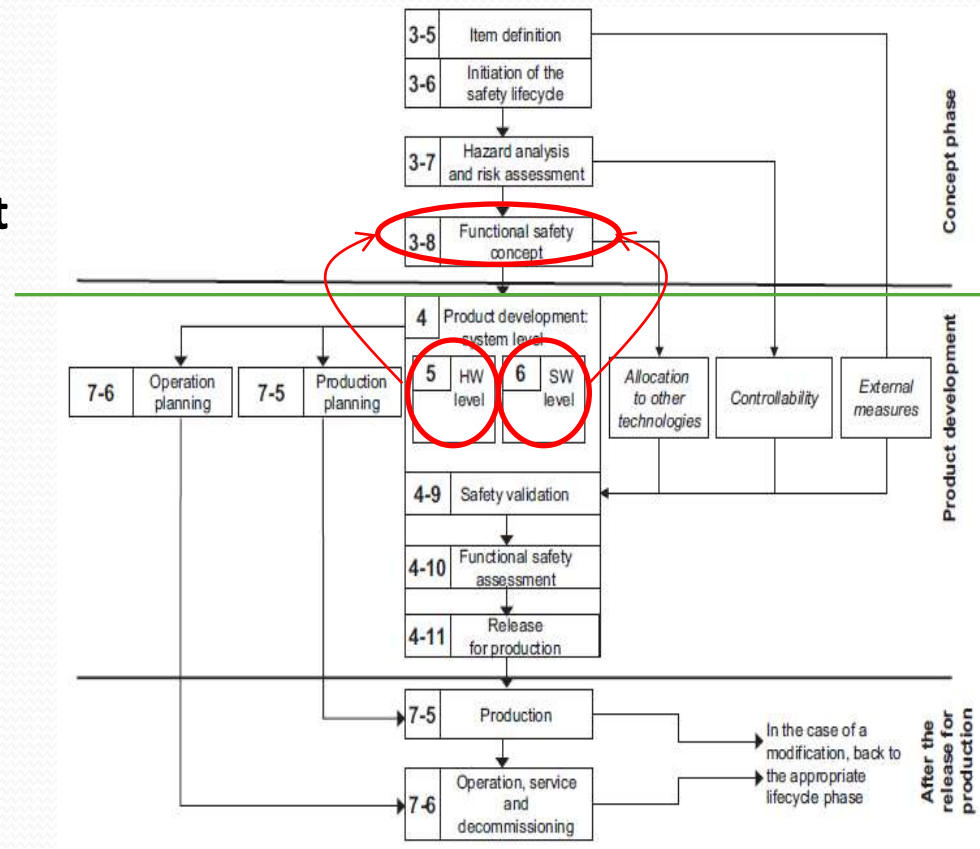 3-5 Item definition
3-6 Initiation of the
safety lifecycle
3-7 Hazard analysis
and risk assessment
t
3-8 Functional safety
concept
Concept phase
4 Product development:
system level
7-6 Operation
planning
7-5 Production
planning
5 HW
level
6 SW
level
Allocation
to other
technologies
Controllability
External
measures
Product development
4-9 Safety validation
4-10 Functional safety
assessment
4-11 Release
for production
7-5 Production
7-6 Operation, service
and
decommissioning
In the case of a
modification, back to
the appropriate
lifecycle phase
After the
release for
production